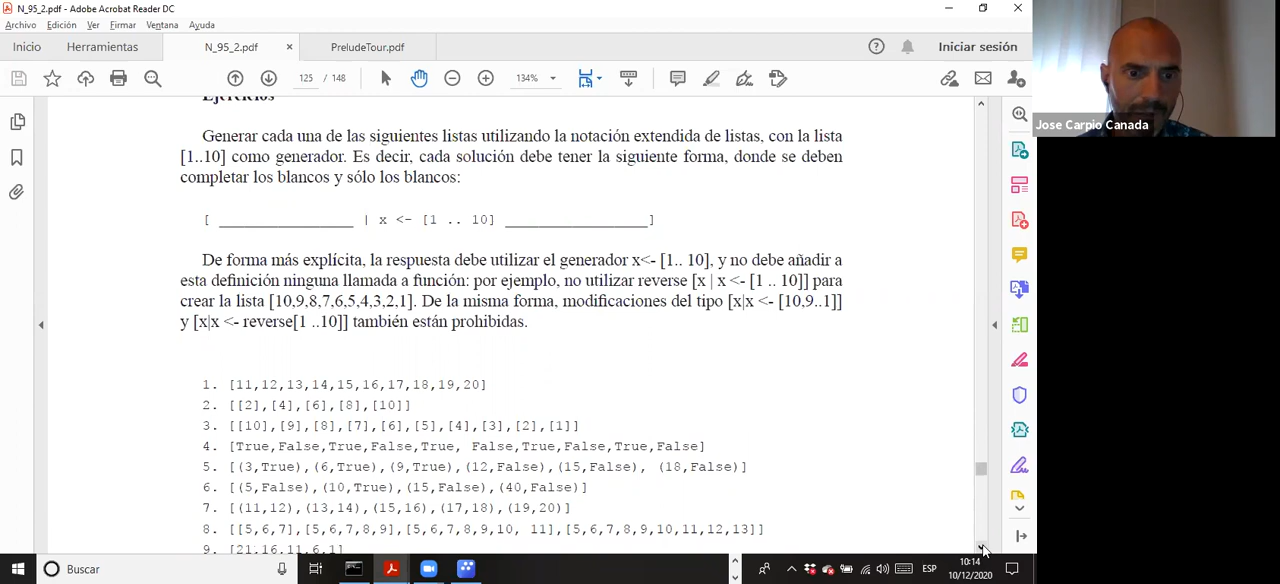 N_95_2.pdf - Adobe Acrobat Reader DC
Archivo Edición Ver Firmar Ventana Ayuda
Inicio Herramientas N_95_2.pdf × PreludeTour.pdf Iniciar sesión
125 / 148 134%
Jose Carpio Canada
Ejercicios
Generar cada una de las siguientes listas utilizando la notación extendida de listas, con la lista
[1..10] como generador. Es decir, cada solución debe tener la siguiente forma, donde se deben
completar los blancos y sólo los blancos:
[ ________________ | x <- [1 .. 10] _________________]
De forma más explícita, la respuesta debe utilizar el generador x<- [1.. 10], y no debe añadir a
esta definición ninguna llamada a función: por ejemplo, no utilizar reverse [x | x <- [1 .. 10]] para
crear la lista [10,9,8,7,6,5,4,3,2,1]. De la misma forma, modificaciones del tipo [x|x <- [10,9..1]]
y [x|x <- reverse[1 ..10]] también están prohibidas.
1. [11,12,13,14,15,16,17,18,19,20]
2. [[2],[4],[6],[8],[10]]
3. [[10],[9],[8],[7],[6],[5],[4],[3],[2],[1]]
4. [True,False,True,False,True, False,True,False,True,False]
5. [(3,True),(6,True),(9,True),(12,False),(15,False), (18,False)]
6. [(5,False),(10,True),(15,False),(40,False)]
7. [(11,12),(13,14),(15,16),(17,18),(19,20)]
8. [[5,6,7],[5,6,7,8,9],[5,6,7,8,9,10, 11],[5,6,7,8,9,10,11,12,13]]
9. [21,16,11,6,1]
Buscar
ESP
10:14
10/12/2020